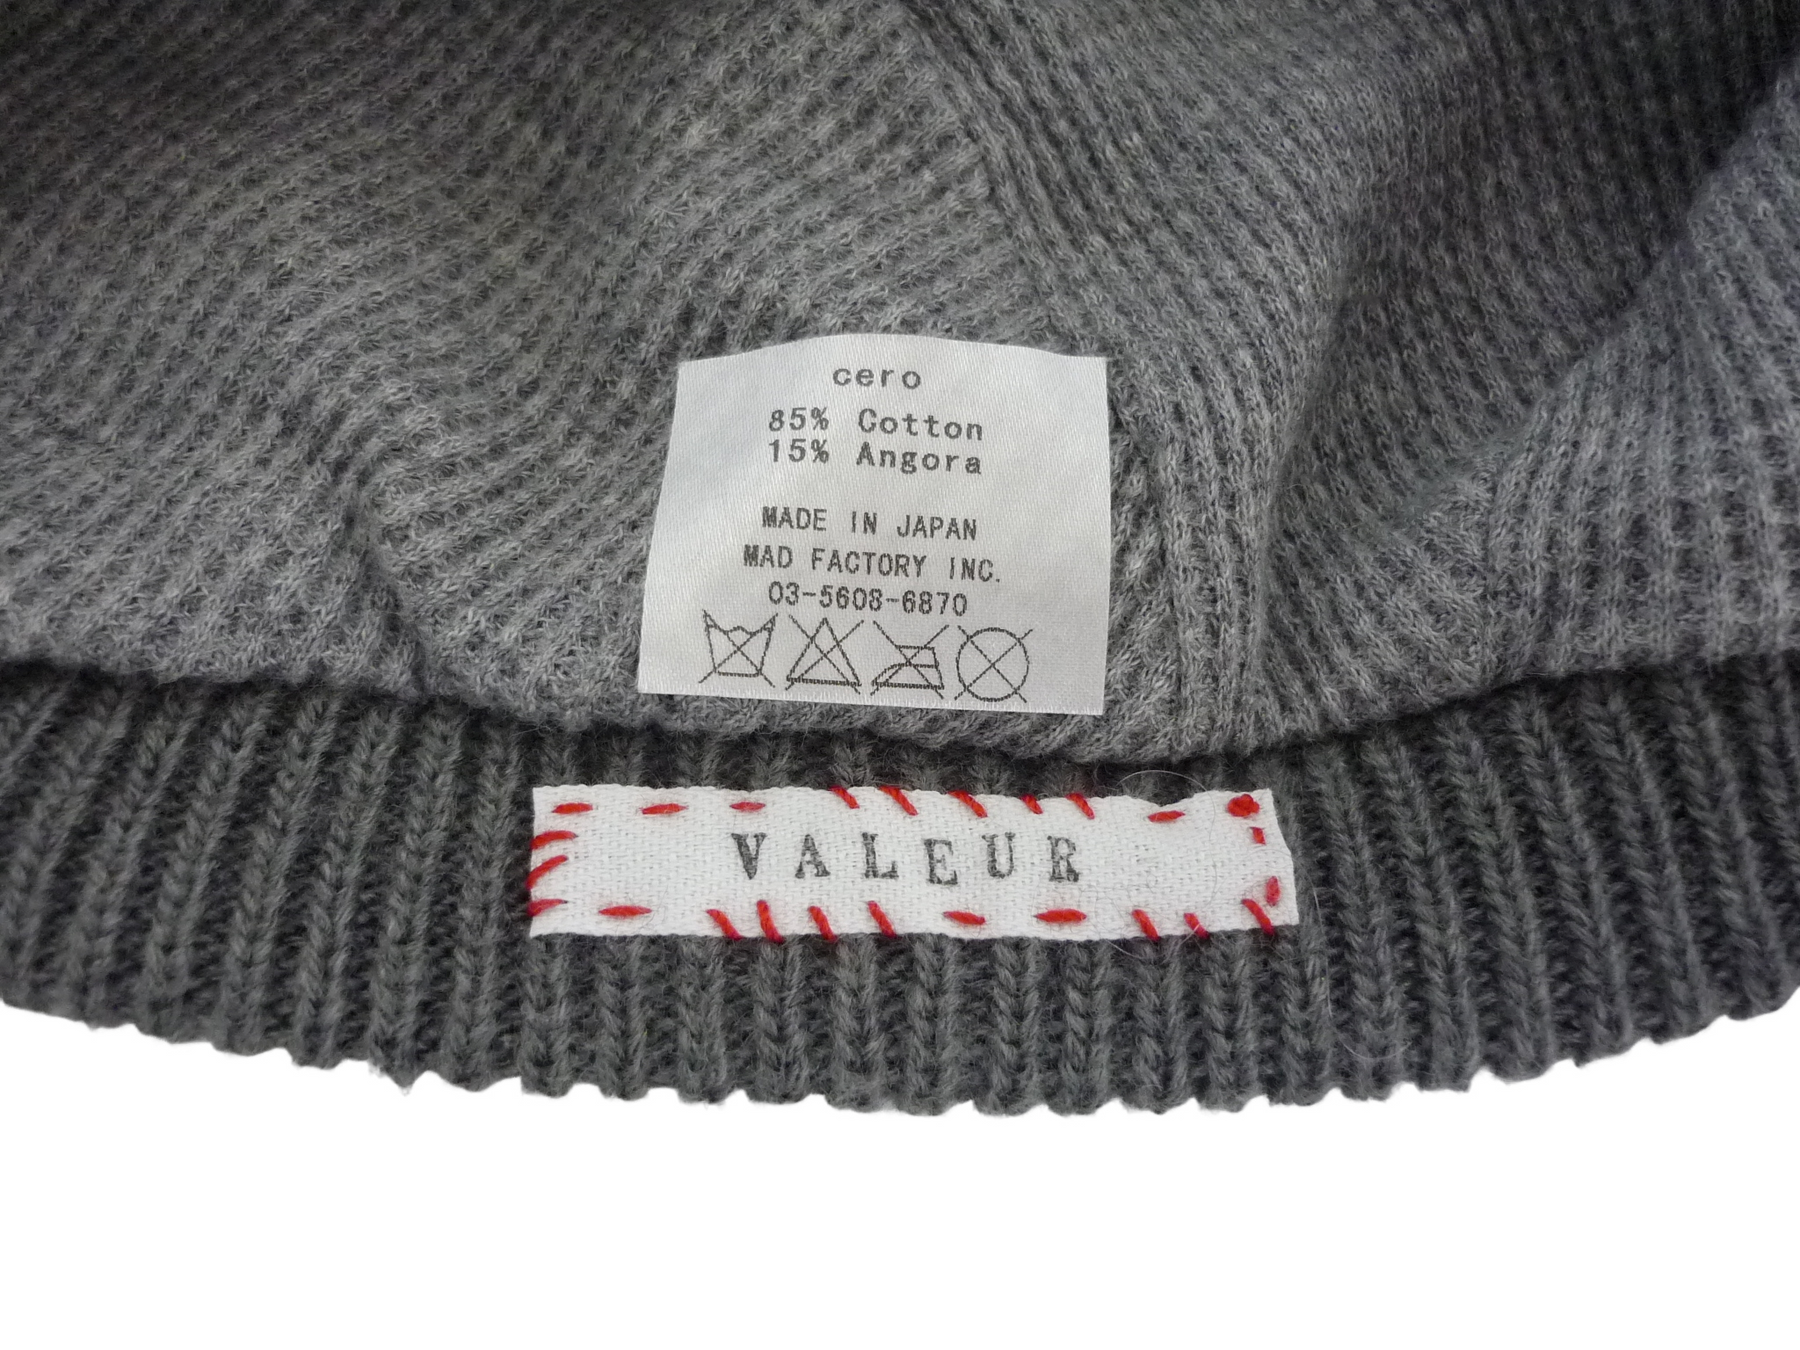 cero
85% Cotton
15% Angora
MADE IN JAPAN
MAD FACTORY INC.
03-5608-6870
VALEUR